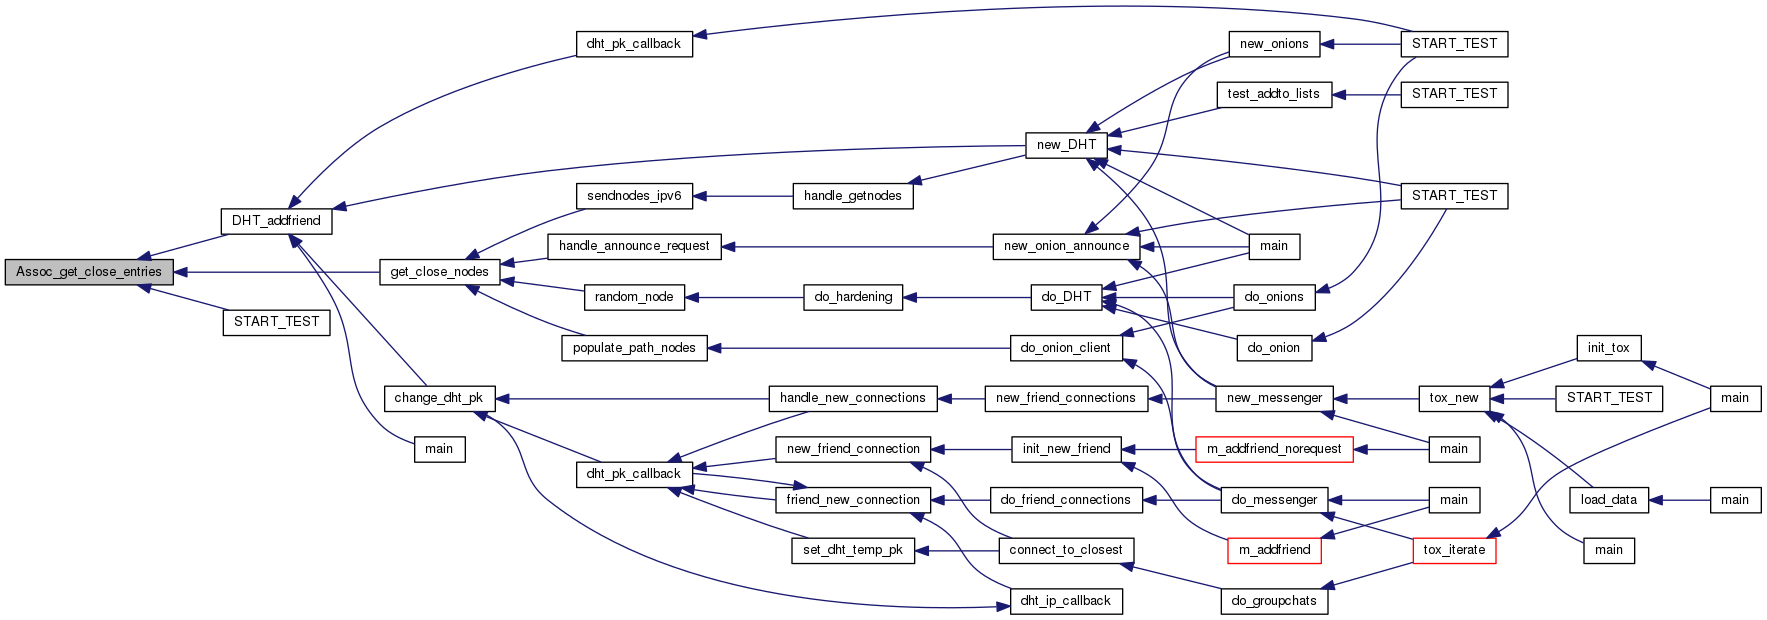 dht_pk_callback
new_onions
START_TEST
test_addto_lists
START_TEST
new_DHT
sendnodes_ipv6
handle_getnodes
START_TEST
DHT_addfriend
handle_announce_request
new_onion_announce
main
Assoc_get_close_entries
get_close_nodes
random_node
do_hardening
do_DHT
do_onions
START_TEST
populate_path_nodes
do_onion_client
do_onion
init_tox
change_dht_pk
handle_new_connections
new_friend_connections
new_messenger
tox_new
START_TEST
main
main
new_friend_connection
init_new_friend
m_addfriend_norequest
main
dht_pk_callback
friend_new_connection
do_friend_connections
do_messenger
main
load_data
main
set_dht_temp_pk
connect_to_closest
m_addfriend
tox_iterate
main
dht_ip_callback
do_groupchats